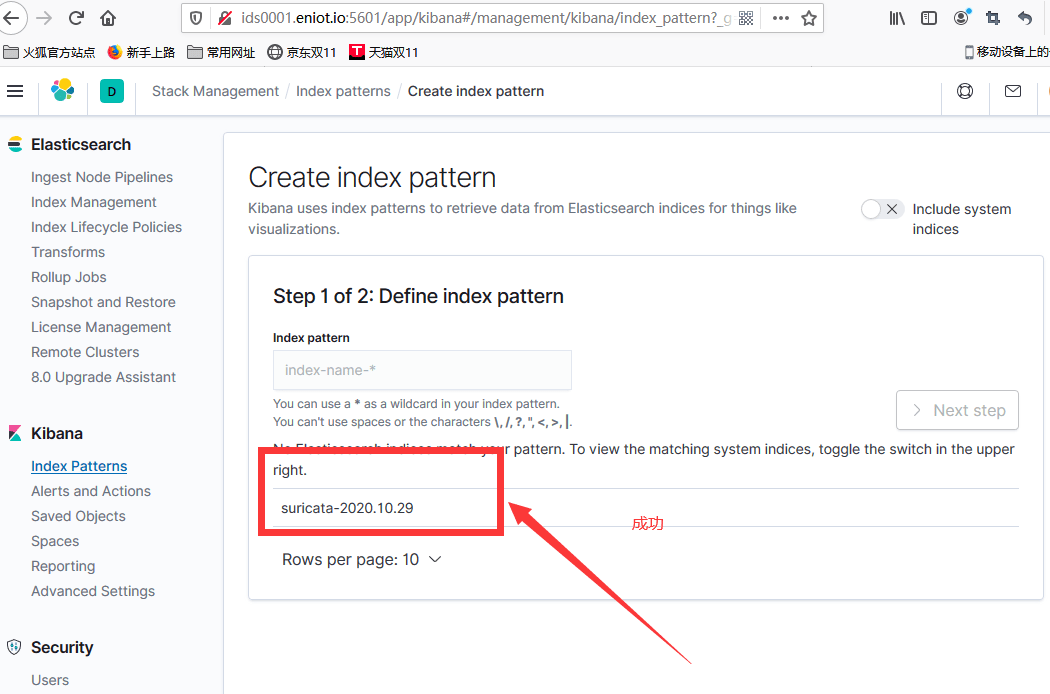 ids0001.eniot.io:5601/app/kibana#/management/kibana/index_pattern?_g
火狐官方站点 新手上路 常用网址 京东双11 T 天猫双11 移动设备上的
D Stack Management / Index patterns / Create index pattern
Elasticsearch
Ingest Node Pipelines
Index Management
Index Lifecycle Policies
Transforms
Rollup Jobs
Snapshot and Restore
License Management
Remote Clusters
8.0 Upgrade Assistant
Kibana
Index Patterns
Alerts and Actions
Saved Objects
Spaces
Reporting
Advanced Settings
Security
Users
Create index pattern
Kibana uses index patterns to retrieve data from Elasticsearch indices for things like
visualizations.
Include system
indices
Step 1 of 2: Define index pattern
Index pattern
index-name-*
You can use a * as a wildcard in your index pattern.
You can't use spaces or the characters \, /, ?, ", <, >, |.
Next step
No Elasticsearch indices match your pattern. To view the matching system indices, toggle the switch in the upper
right.
suricata-2020.10.29
成功
Rows per page: 10